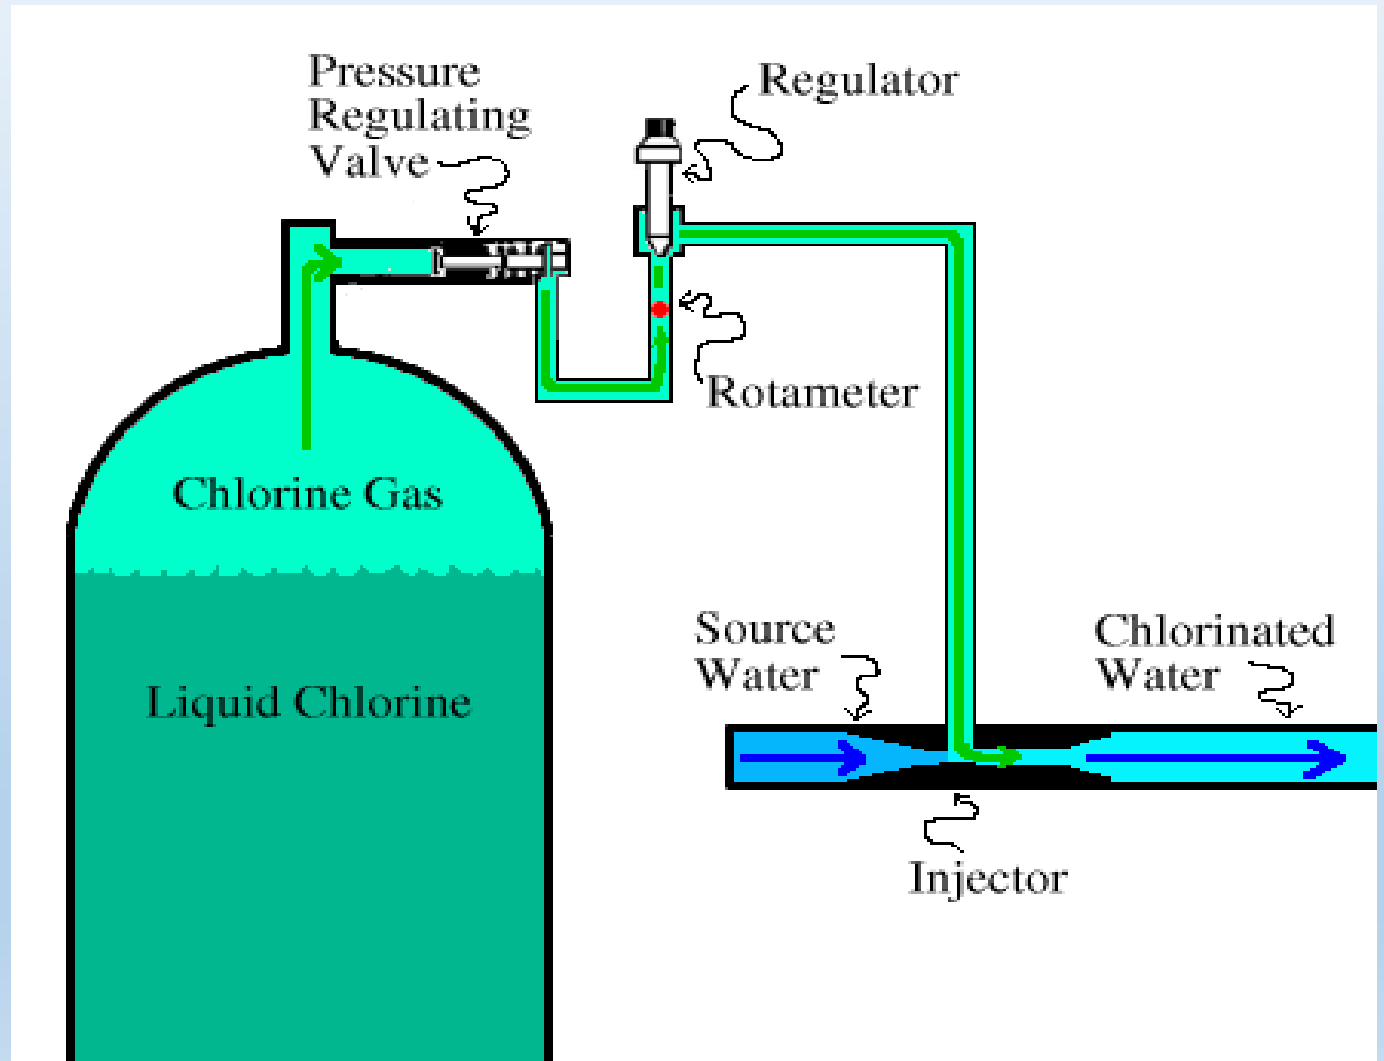 Pressure
Regulating
Valve
Regulator
Rotameter
Chlorine Gas
Liquid Chlorine
Source
Water
Chlorinated
Water
Injector